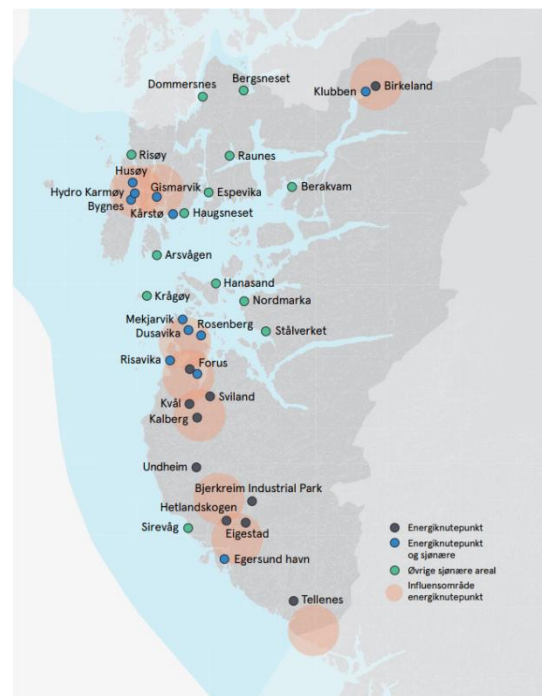 Dommersnes
Bergsneset
Klubben
Birkeland
Risøy
Raunes
Husøy
Hydro Karmøy
Gismarvik
Espevika
Berakvam
Bygnes
Kårstø
Haugsneset
Arsvågen
Hanasand
Krågøy
Nordmarka
Mekjarvik
Rosenberg
Dusavika
Stålverket
Risavika
Forus
Sviland
Kvål
Kalberg
Undheim
Bjerkreim Industrial Park
Hetlandskogen
Sirevåg
Eigestad
Egersund havn
Tellenes
Energiknutepunkt
Energiknutepunkt
og sjønære
Øvrige sjønære areal
Influensområde
energiknutepunkt